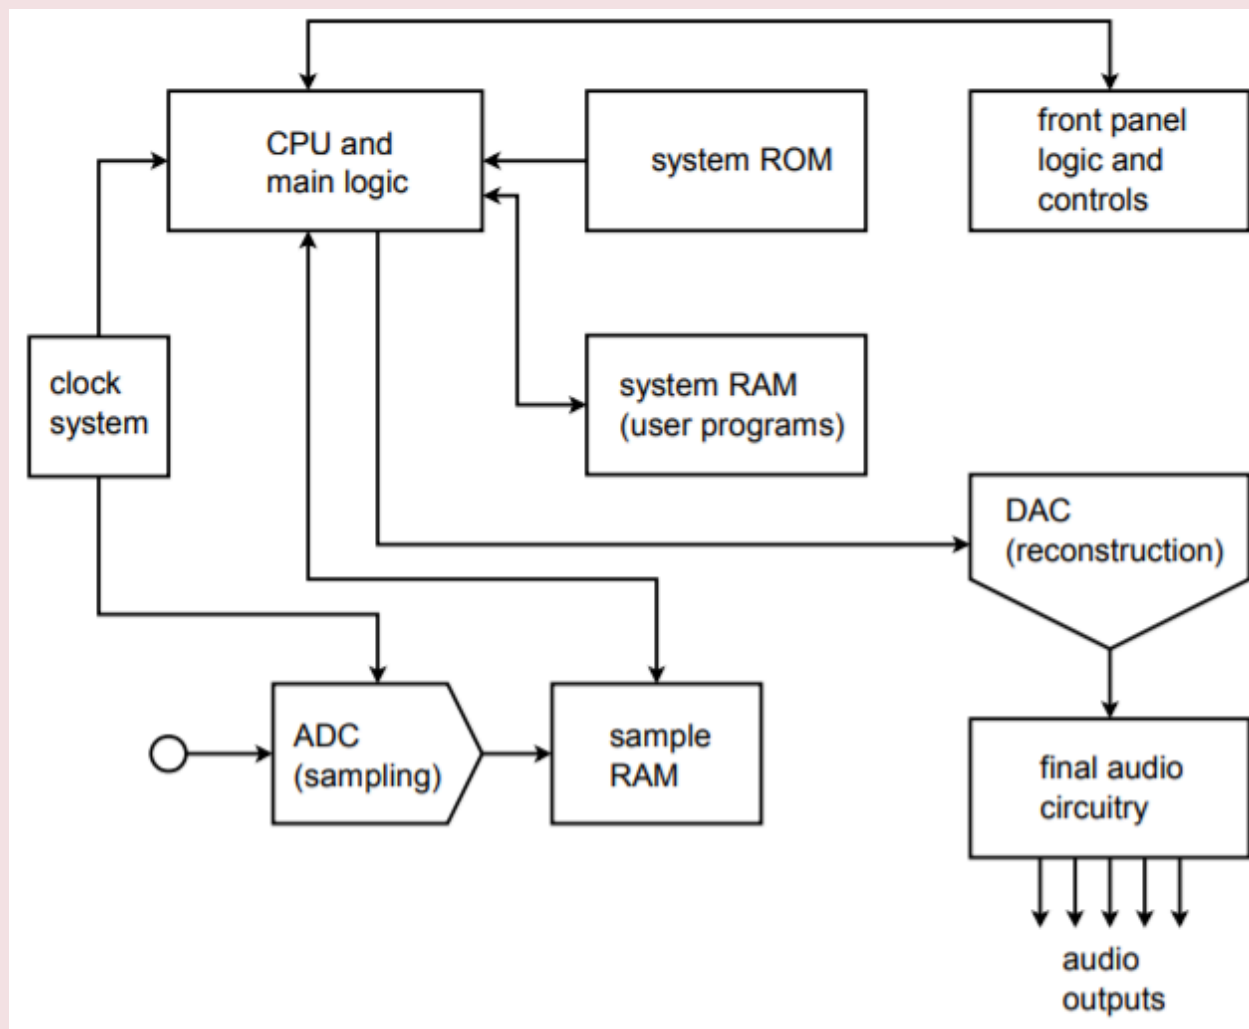 CPU and
main logic
system ROM
front panel
logic and
controls
clock
system
system RAM
(user programs)
DAC
(reconstruction)
ADC
(sampling)
sample
RAM
final audio
circuitry
audio
outputs